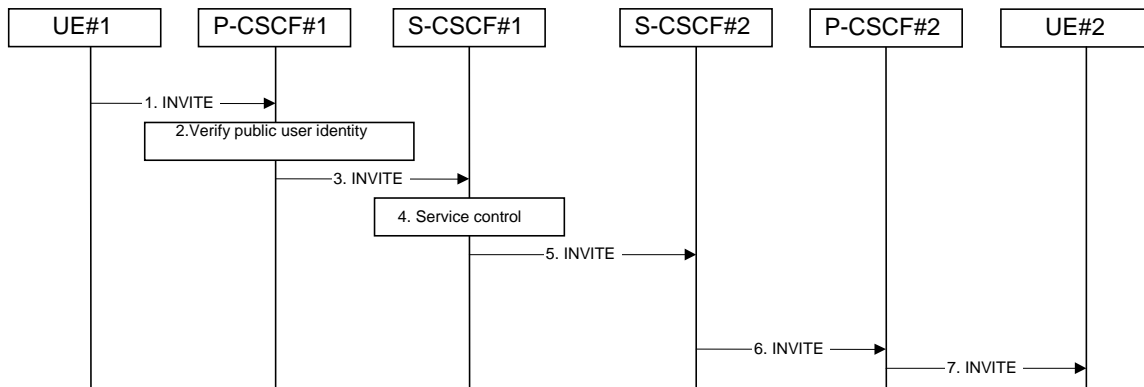 UE#1
P-CSCF#1
S-CSCF#1
S-CSCF#2
P-CSCF#2
UE#2
1. INVITE
2.Verify public user identity
3. INVITE
4. Service control
5. INVITE
6. INVITE
7. INVITE